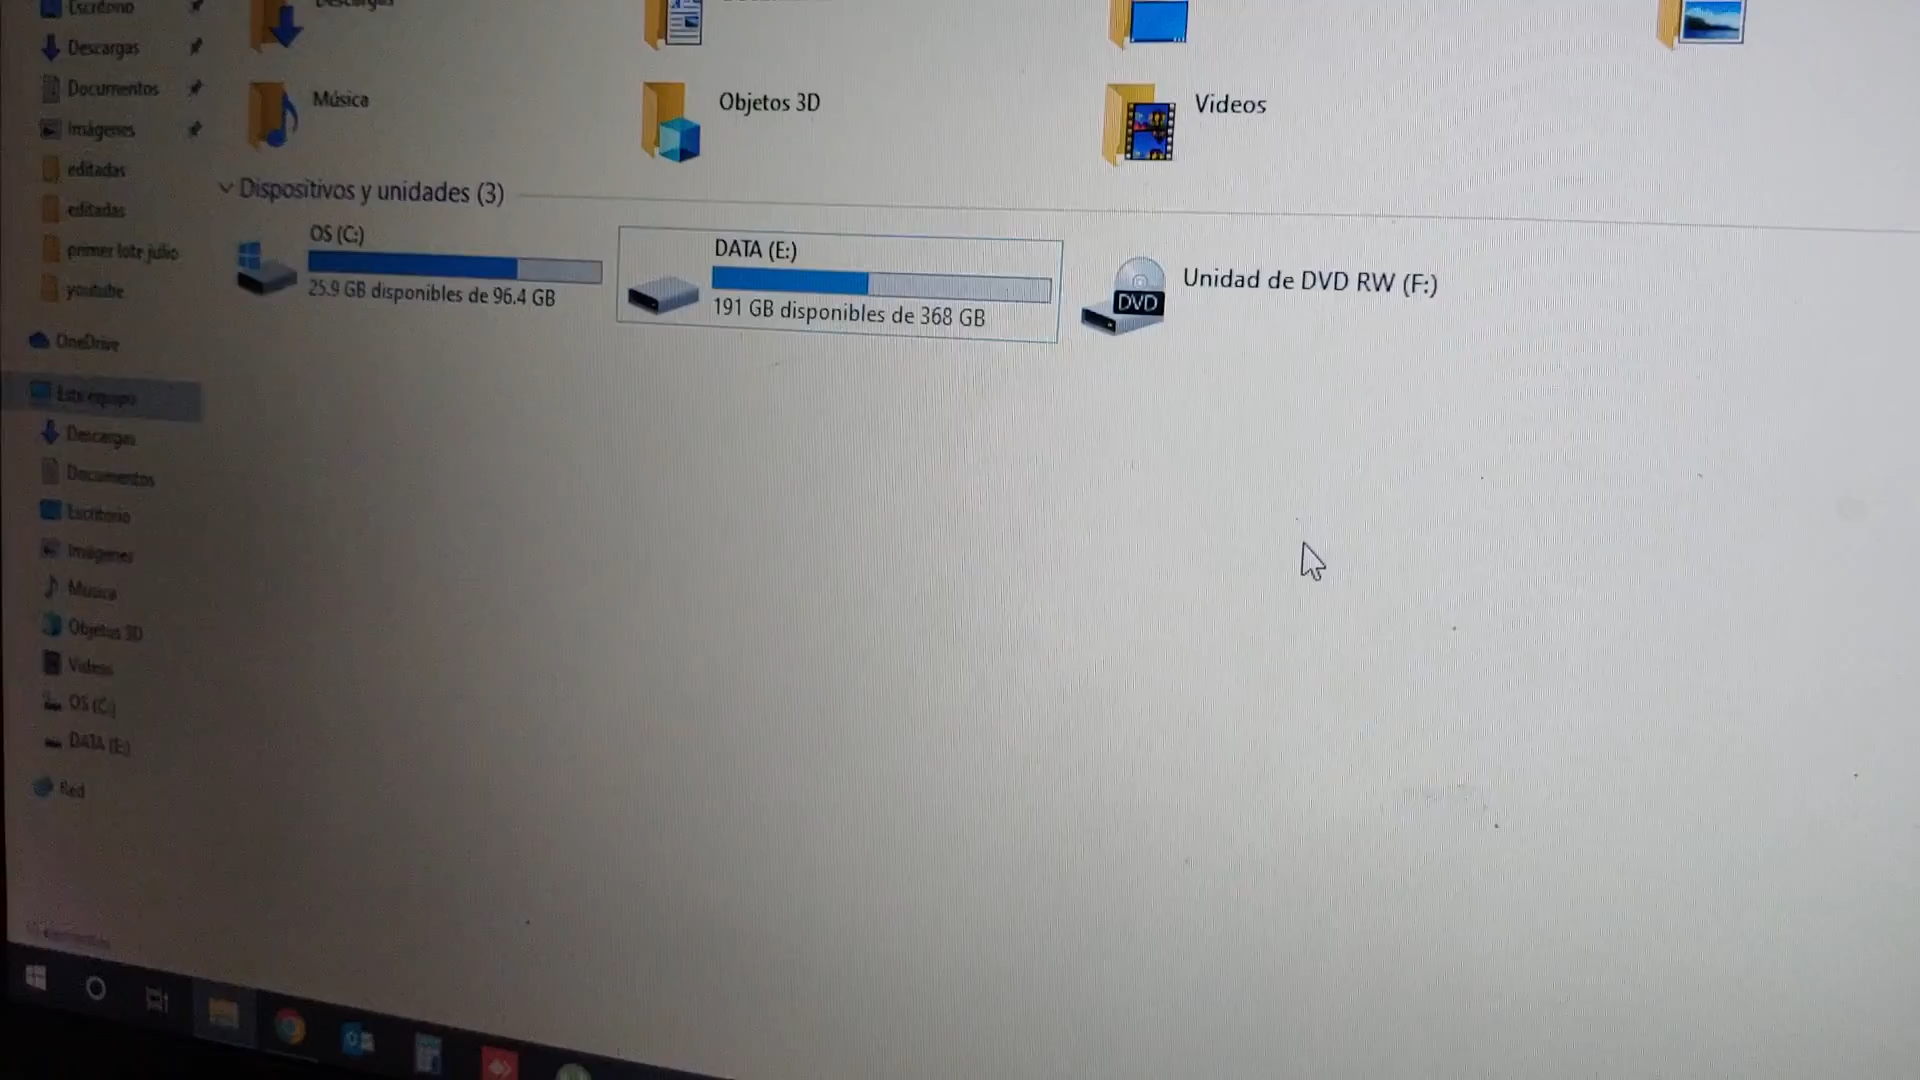 Escritorio
Descargas
Documentos
Imágenes
editadas
editadas
primer lote julio
youtube
OneDrive
Este equipo
Descargas
Documentos
Escritorio
Imágenes
Música
Objetos 3D
Videos
OS (C:)
DATA (E:)
Red
Descargas
Música
Objetos 3D
Videos
Dispositivos y unidades (3)
OS (C:)
25.9 GB disponibles de 96.4 GB
DATA (E:)
191 GB disponibles de 368 GB
DVD
Unidad de DVD RW (F:)